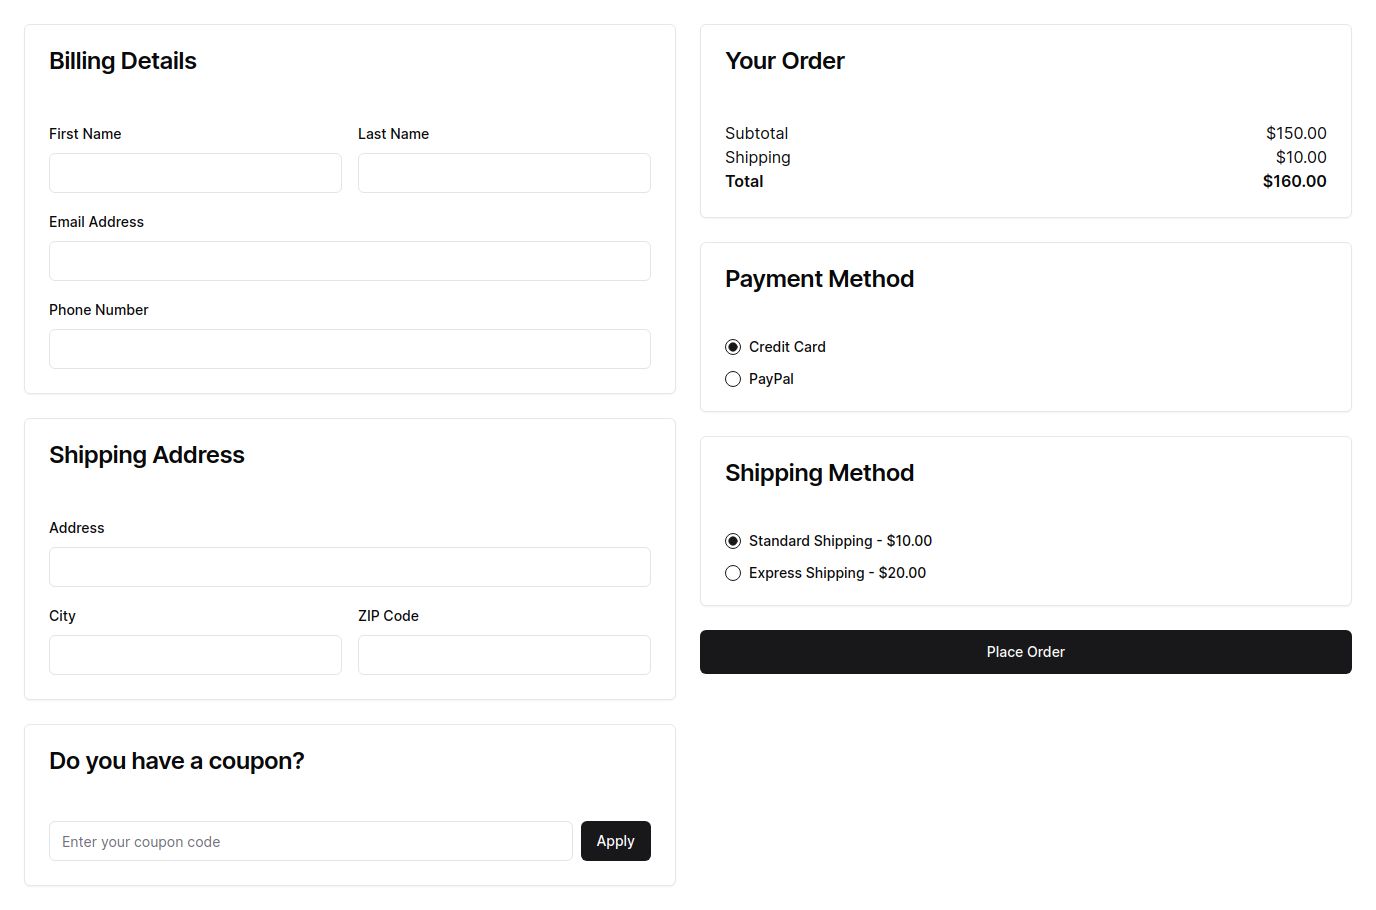 Billing Details
First Name
Last Name
Email Address
Phone Number
Shipping Address
Address
City
ZIP Code
Do you have a coupon?
Enter your coupon code
Apply
Your Order
Subtotal $150.00
Shipping $10.00
Total $160.00
Payment Method
Credit Card
PayPal
Shipping Method
Standard Shipping - $10.00
Express Shipping - $20.00
Place Order